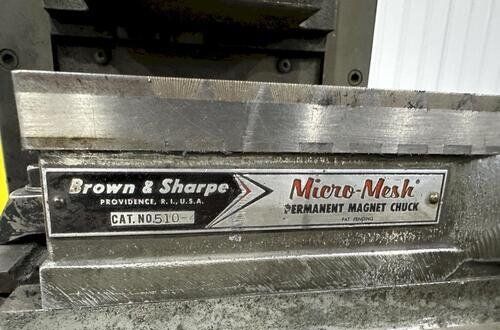 Brown & Sharpe
PROVIDENCE, R. I., U.S.A.
CAT. NO. 510-
Micro-Mesh
PERMANENT MAGNET CHUCK
PAT. PENDING